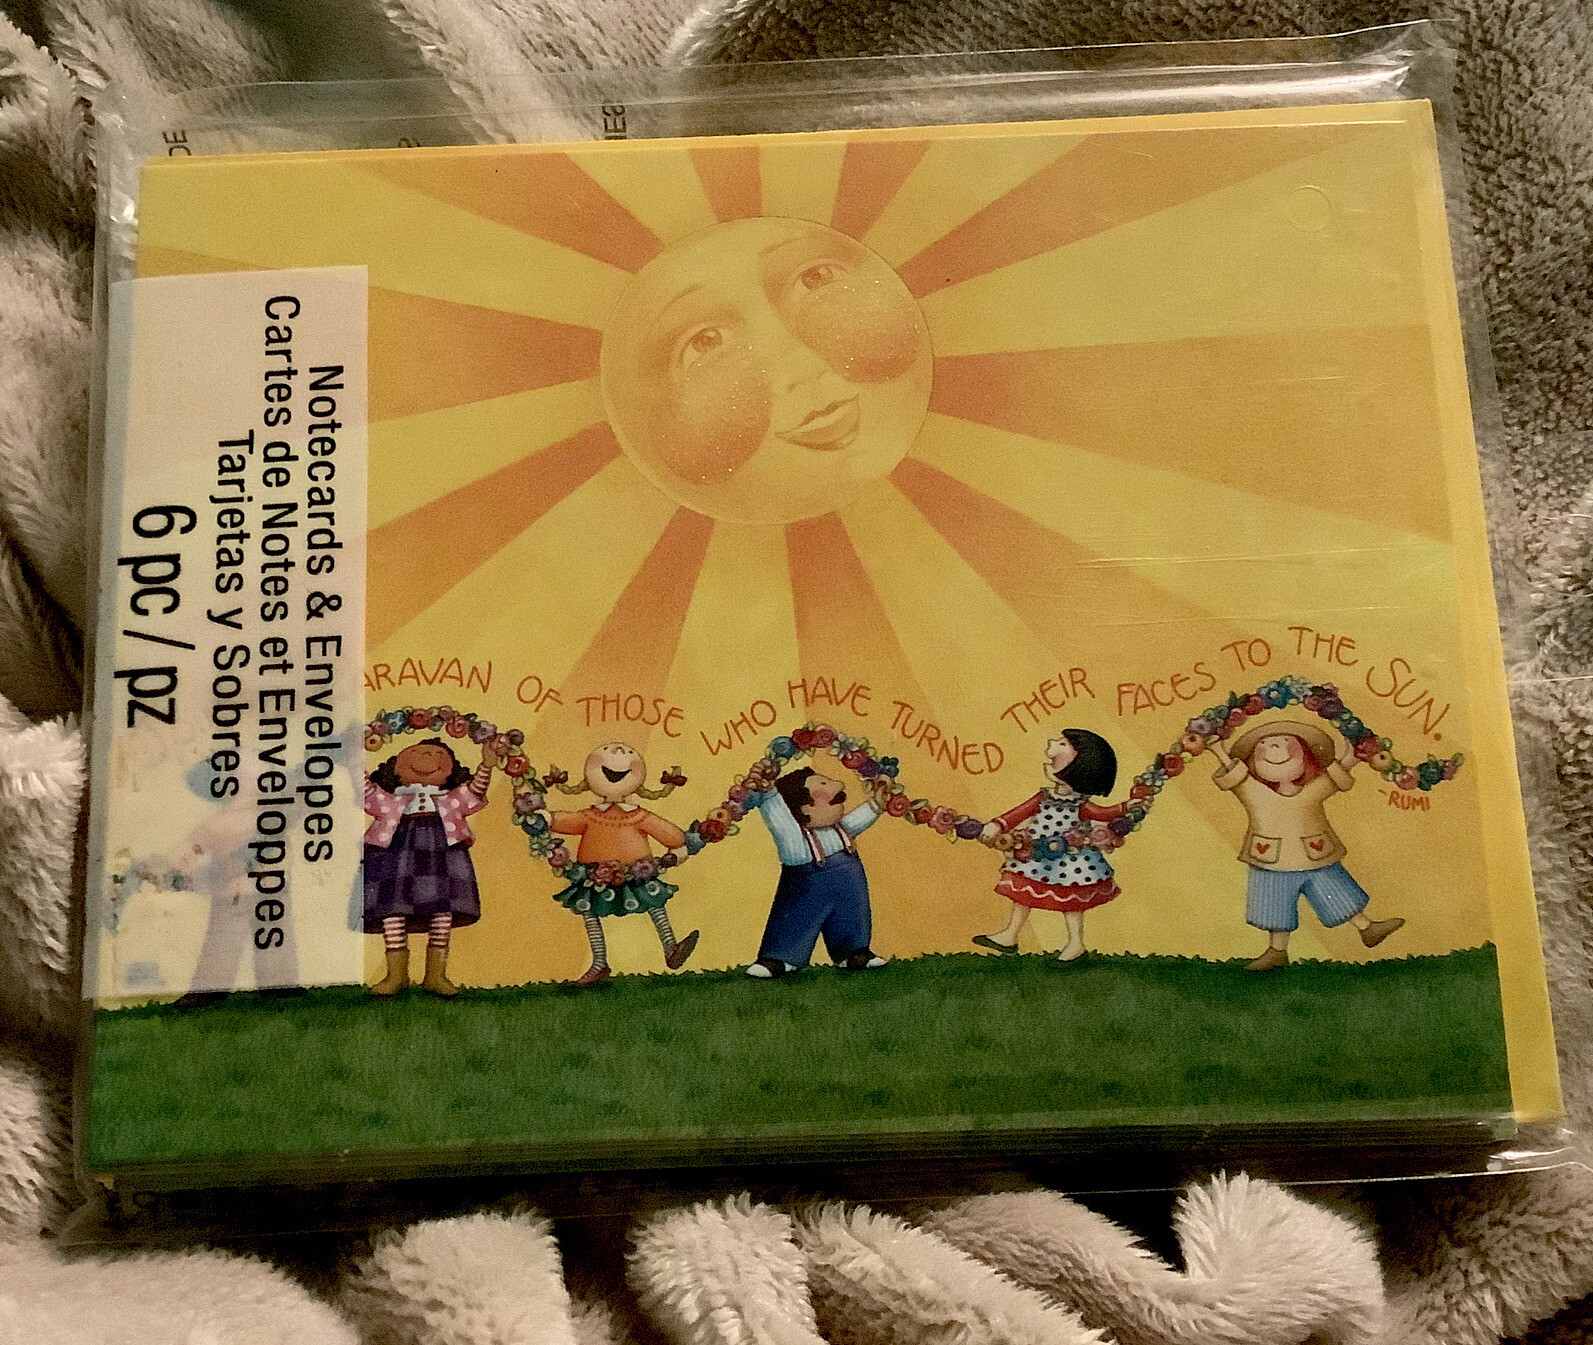 Notecards & Envelopes
Cartes de Notes et Enveloppes
Tarjetas y Sobres
6 pc / pz
ARAVAN OF THOSE WHO HAVE TURNED THEIR FACES TO THE SUN.
~RUMI